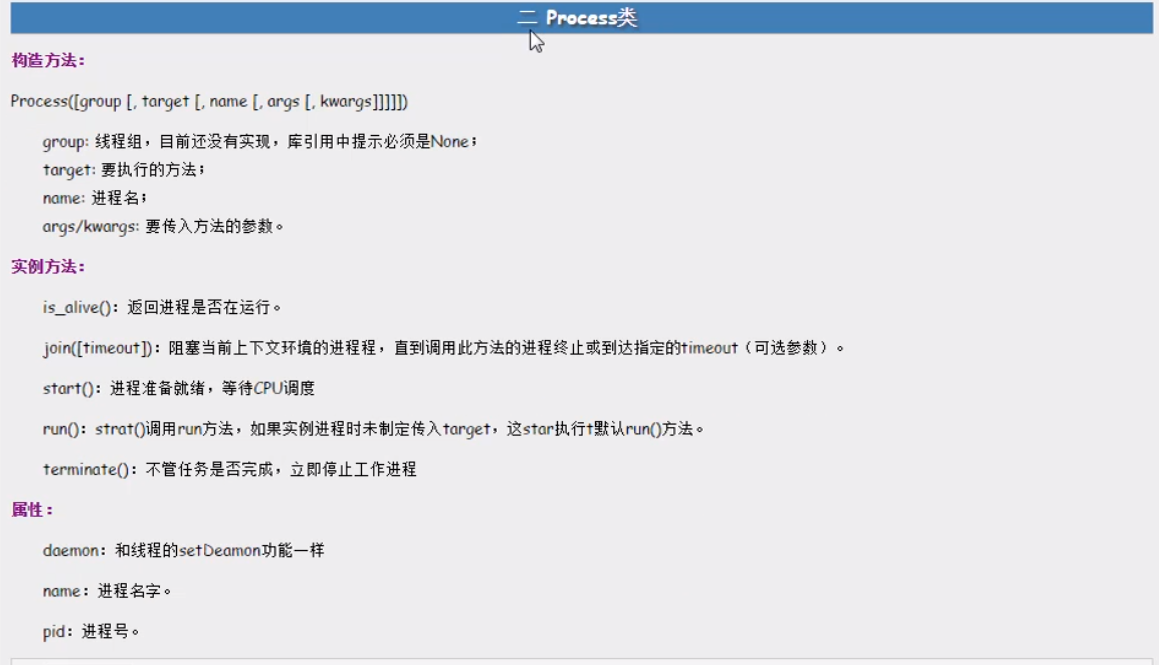 二 Process类
构造方法：
Process([group [, target [, name [, args [, kwargs]]]]])
group: 线程组，目前还没有实现，库引用中提示必须是None；
target: 要执行的方法；
name: 进程名；
args/kwargs: 要传入方法的参数。
实例方法：
is_alive()：返回进程是否在运行。
join([timeout])：阻塞当前上下文环境的进程程，直到调用此方法的进程终止或到达指定的timeout（可选参数）。
start()：进程准备就绪，等待CPU调度
run()：strat()调用run方法，如果实例进程时未制定传入target，这star执行t默认run()方法。
terminate()：不管任务是否完成，立即停止工作进程
属性：
daemon：和线程的setDeamon功能一样
name：进程名字。
pid：进程号。